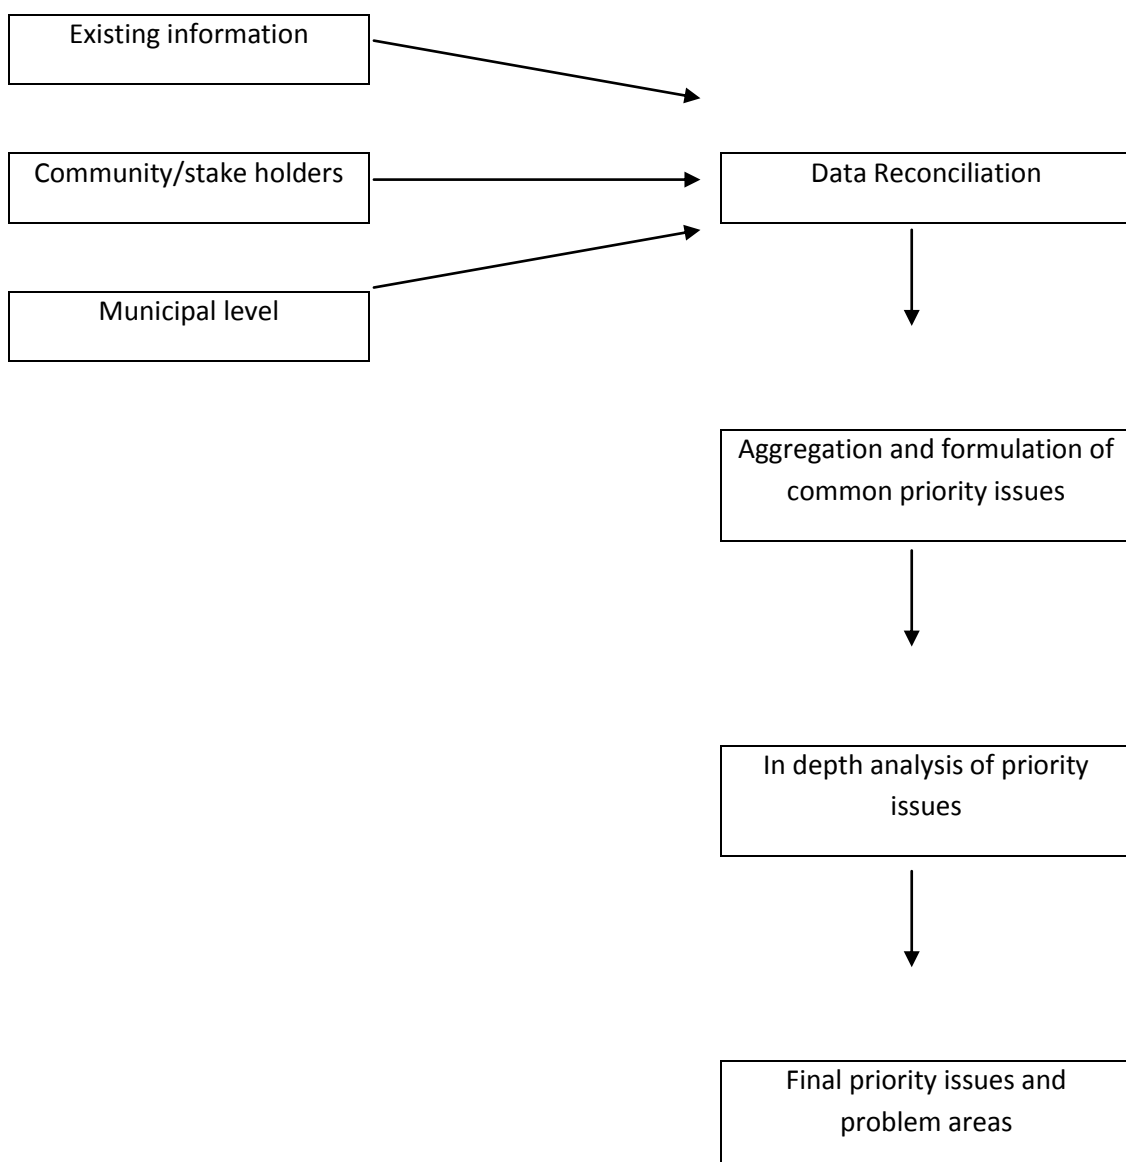 Existing information
Community/stake holders
Data Reconciliation
Municipal level
Aggregation and formulation of
common priority issues
In depth analysis of priority
issues
Final priority issues and
problem areas